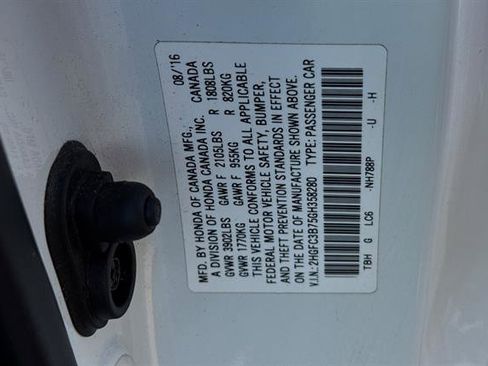 08/'16
MFD. BY HONDA OF CANADA MFG., CANADA
A DIVISION OF HONDA CANADA INC.
GVWR 3902LBS GAWR F 2105LBS R 1808LBS
GVWR 1770KG GAWR F 955KG R 820KG
THIS VEHICLE CONFORMS TO ALL APPLICABLE
FEDERAL MOTOR VEHICLE SAFETY, BUMPER,
AND THEFT PREVENTION STANDARDS IN EFFECT
ON THE DATE OF MANUFACTURE SHOWN ABOVE.
V.I.N.:2HGFC3B75GH358280 TYPE: PASSENGER CAR
TBH G LC6 -NH788P -U -H